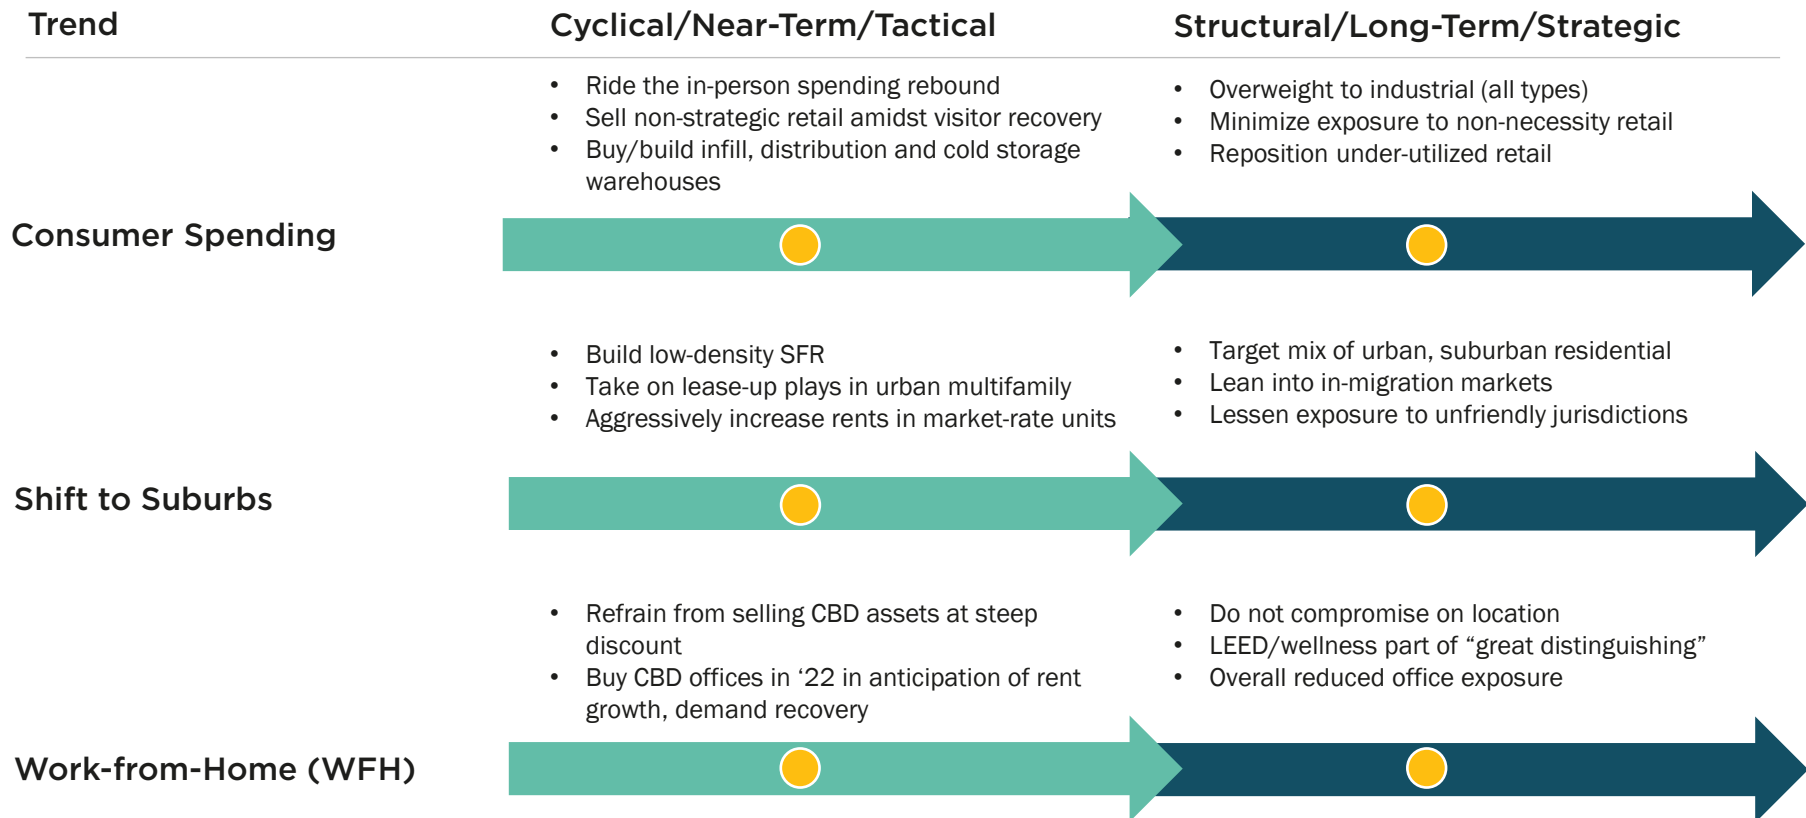 Trend
Cyclical/Near-Term/Tactical
Structural/Long-Term/Strategic
Consumer Spending
• Ride the in-person spending rebound
• Sell non-strategic retail amidst visitor recovery
• Buy/build infill, distribution and cold storage
warehouses
• Overweight to industrial (all types)
• Minimize exposure to non-necessity retail
• Reposition under-utilized retail
Shift to Suburbs
• Build low-density SFR
• Take on lease-up plays in urban multifamily
• Aggressively increase rents in market-rate units
• Target mix of urban, suburban residential
• Lean into in-migration markets
• Lessen exposure to unfriendly jurisdictions
Work-from-Home (WFH)
• Refrain from selling CBD assets at steep
discount
• Buy CBD offices in ‘22 in anticipation of rent
growth, demand recovery
• Do not compromise on location
• LEED/wellness part of “great distinguishing”
• Overall reduced office exposure